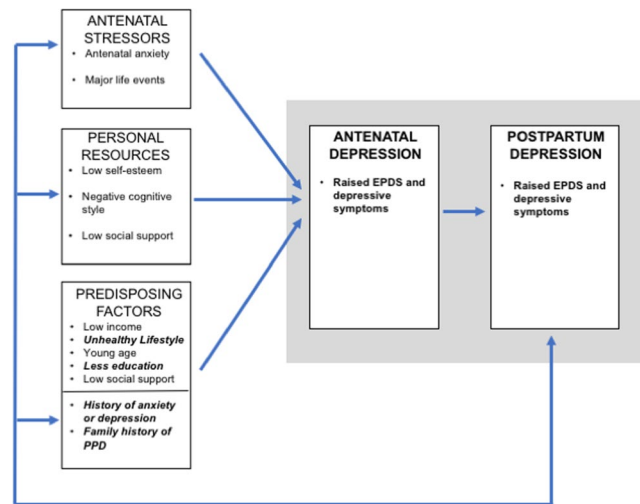 ANTENATAL
STRESSORS
• Antenatal anxiety
• Major life events
PERSONAL
RESOURCES
• Low self-esteem
• Negative cognitive
style
• Low social support
PREDISPOSING
FACTORS
• Low income
• Unhealthy Lifestyle
• Young age
• Less education
• Low social support
• History of anxiety
or depression
• Family history of
PPD
ANTENATAL
DEPRESSION
• Raised EPDS and
depressive
symptoms
POSTPARTUM
DEPRESSION
• Raised EPDS and
depressive
symptoms